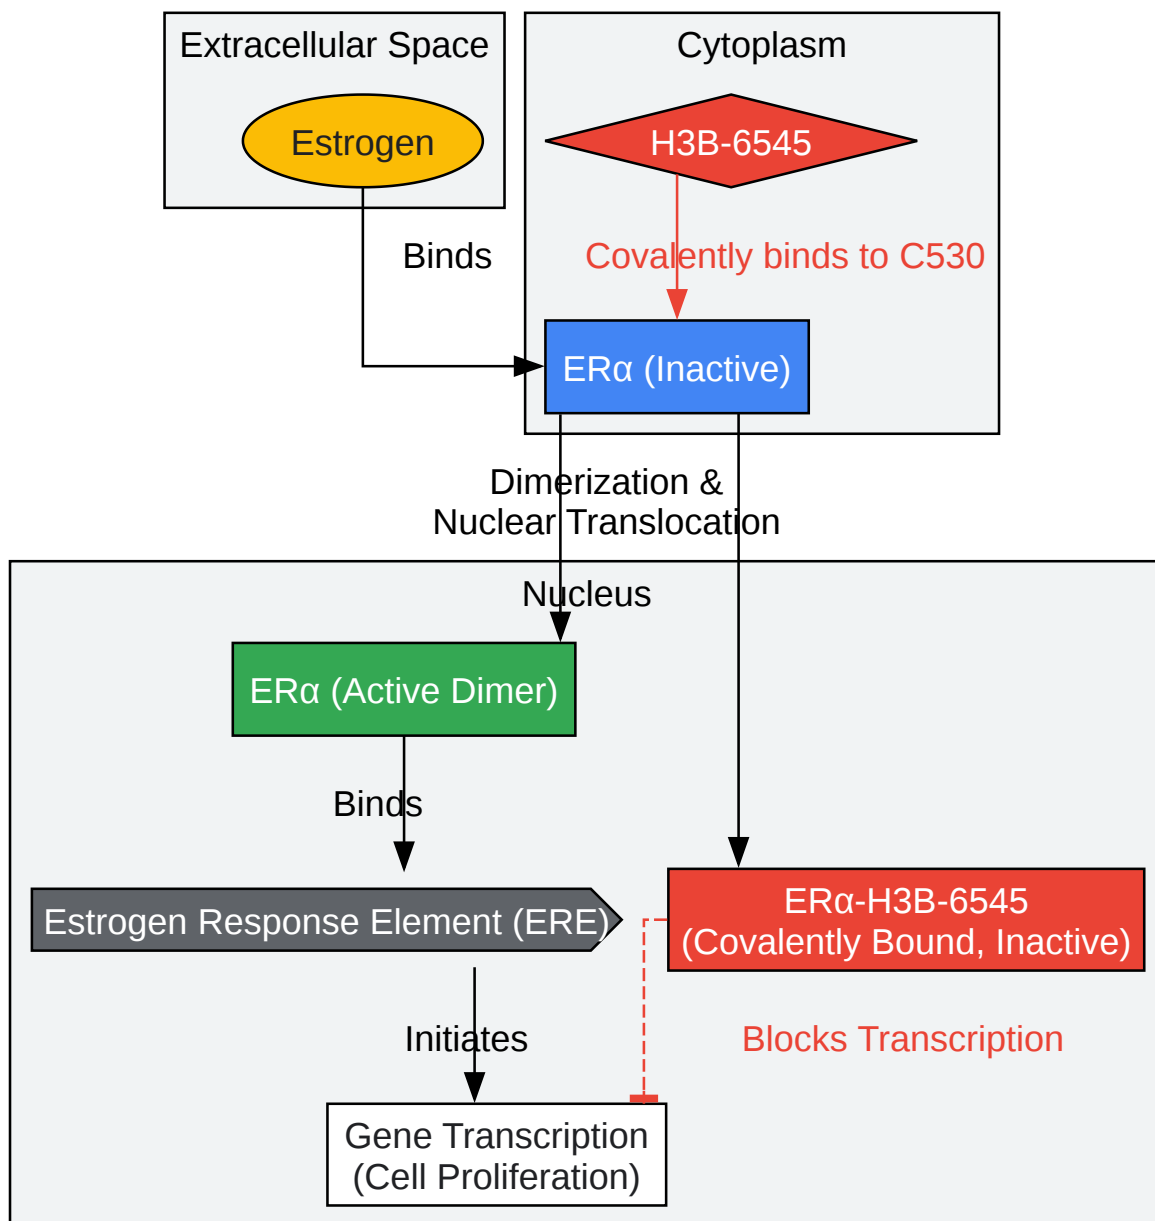 Extracellular Space
Cytoplasm
Estrogen
H3B-6545
Binds
Covalently binds to C530
ERα (Inactive)
Dimerization &
Nuclear Translocation
Nucleus
ERα (Active Dimer)
Binds
Estrogen Response Element (ERE)
ERα-H3B-6545
(Covalently Bound, Inactive)
Initiates
Blocks Transcription
Gene Transcription
(Cell Proliferation)